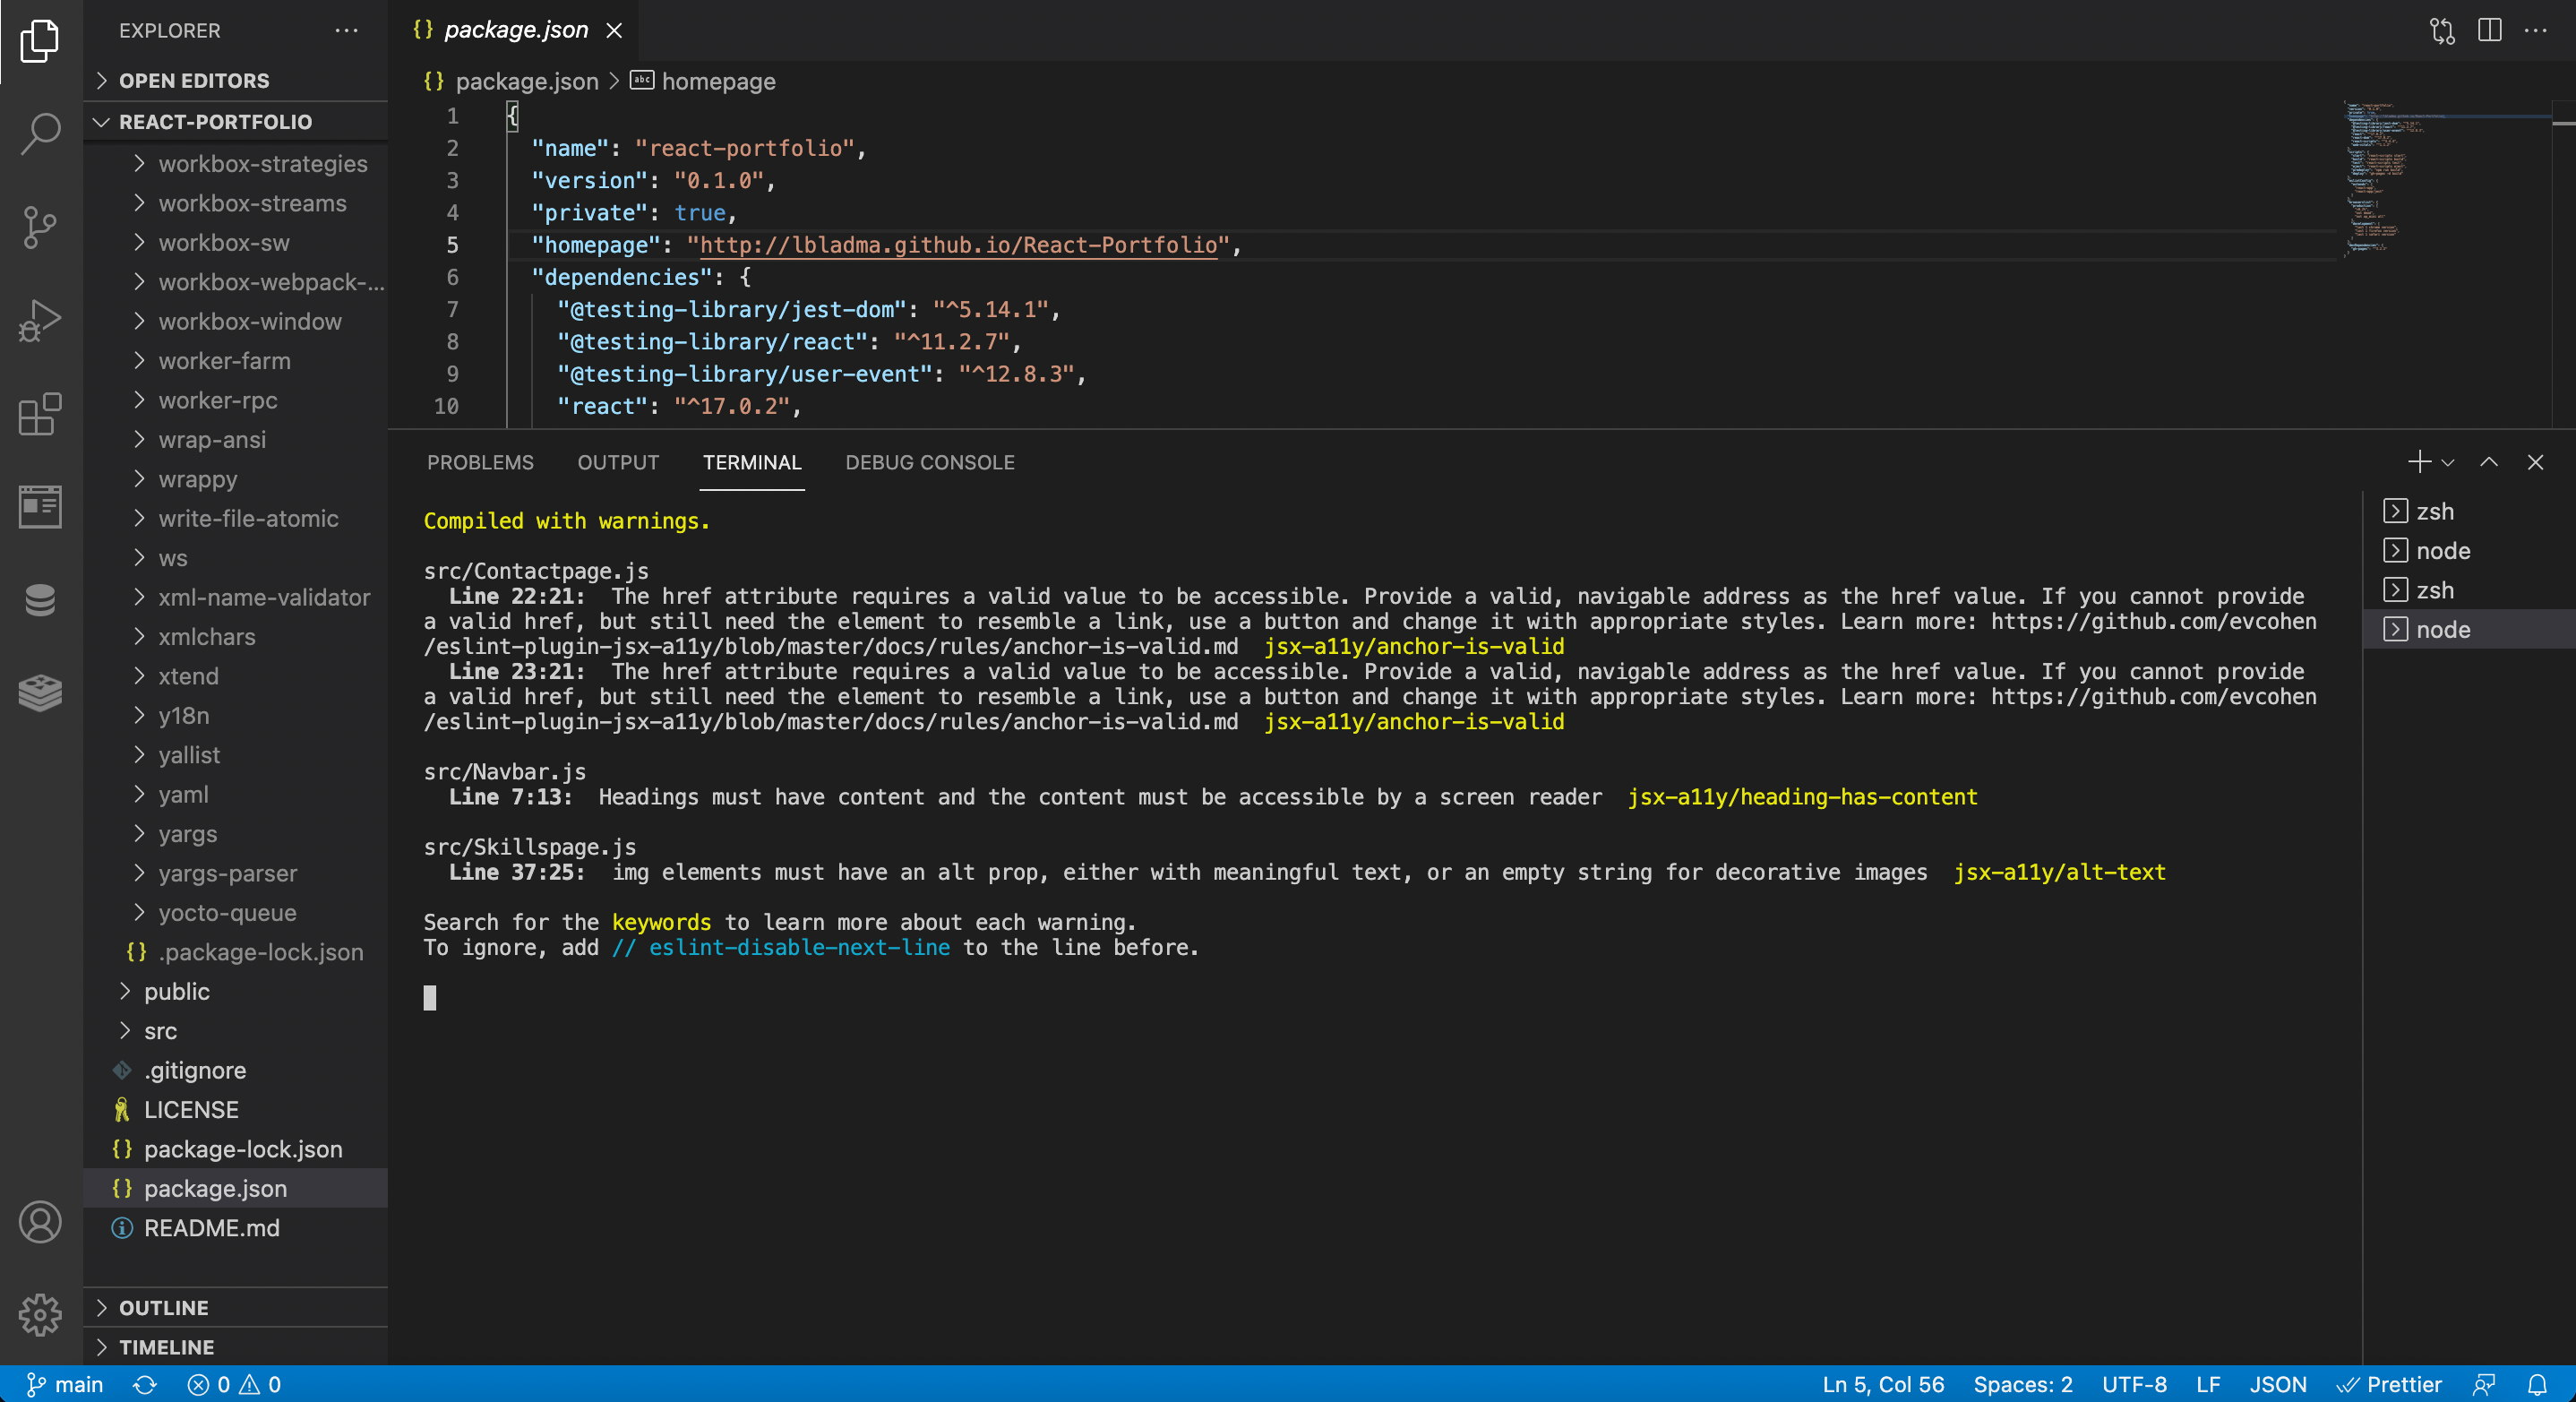 EXPLORER
OPEN EDITORS
REACT-PORTFOLIO
workbox-strategies
workbox-streams
workbox-sw
workbox-webpack-...
workbox-window
worker-farm
worker-rpc
wrap-ansi
wrappy
write-file-atomic
ws
xml-name-validator
xmlchars
xtend
y18n
yallist
yaml
yargs
yargs-parser
yocto-queue
{} .package-lock.json
public
src
.gitignore
LICENSE
{} package-lock.json
{} package.json
README.md
OUTLINE
TIMELINE
{} package.json
{} package.json > abc homepage
1 {
2 "name": "react-portfolio",
3 "version": "0.1.0",
4 "private": true,
5 "homepage": "http://lbladma.github.io/React-Portfolio",
6 "dependencies": {
7 "@testing-library/jest-dom": "^5.14.1",
8 "@testing-library/react": "^11.2.7",
9 "@testing-library/user-event": "^12.8.3",
10 "react": "^17.0.2",
PROBLEMS OUTPUT TERMINAL DEBUG CONSOLE
Compiled with warnings.
src/Contactpage.js
Line 22:21: The href attribute requires a valid value to be accessible. Provide a valid, navigable address as the href value. If you cannot provide
a valid href, but still need the element to resemble a link, use a button and change it with appropriate styles. Learn more: https://github.com/evcohen
/eslint-plugin-jsx-a11y/blob/master/docs/rules/anchor-is-valid.md jsx-a11y/anchor-is-valid
Line 23:21: The href attribute requires a valid value to be accessible. Provide a valid, navigable address as the href value. If you cannot provide
a valid href, but still need the element to resemble a link, use a button and change it with appropriate styles. Learn more: https://github.com/evcohen
/eslint-plugin-jsx-a11y/blob/master/docs/rules/anchor-is-valid.md jsx-a11y/anchor-is-valid
src/Navbar.js
Line 7:13: Headings must have content and the content must be accessible by a screen reader jsx-a11y/heading-has-content
src/Skillspage.js
Line 37:25: img elements must have an alt prop, either with meaningful text, or an empty string for decorative images jsx-a11y/alt-text
Search for the keywords to learn more about each warning.
To ignore, add // eslint-disable-next-line to the line before.
zsh
node
zsh
node
main 0 0 Ln 5, Col 56 Spaces: 2 UTF-8 LF JSON Prettier